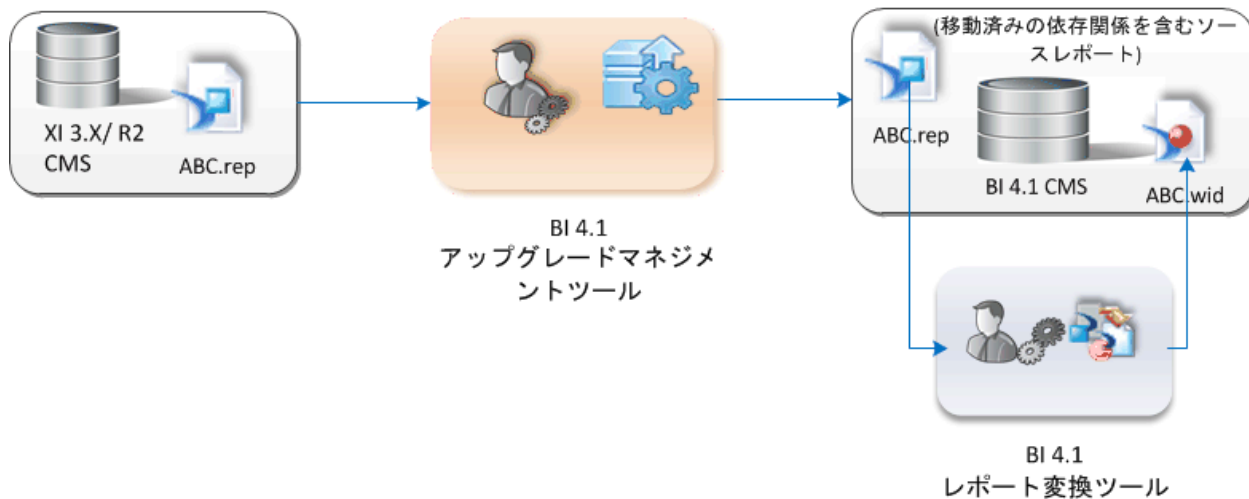 XI 3.X/ R2
CMS
ABC.rep
BI 4.1
アップグレードマネジメ
ントツール
(移動済みの依存関係を含むソー
スレポート)
ABC.rep
BI 4.1 CMS
ABC.wid
BI 4.1
レポート変換ツール